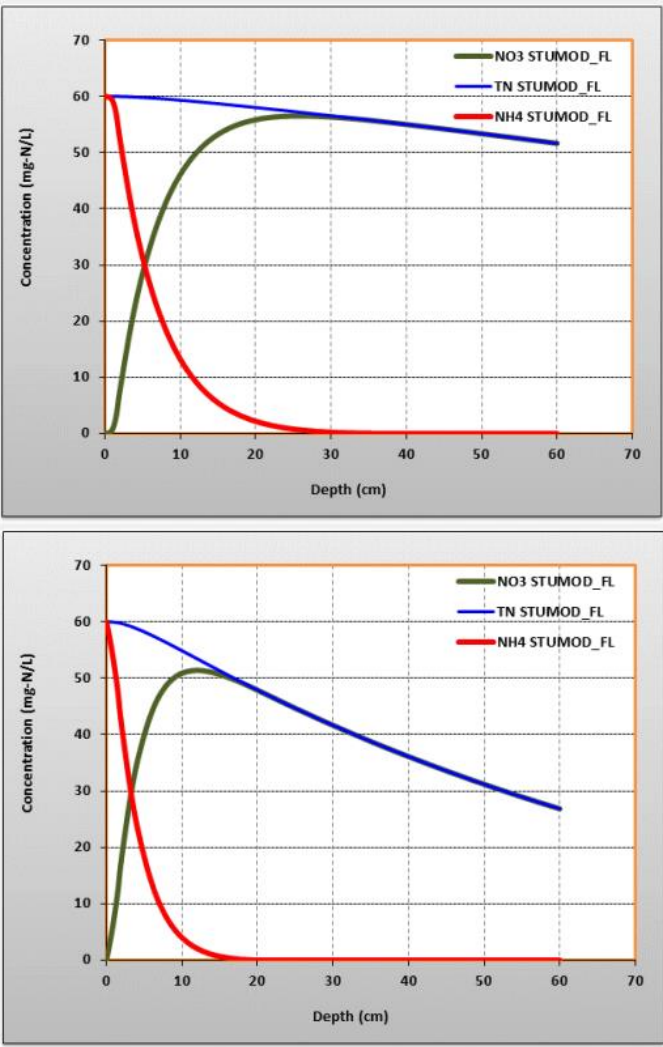 70
60
50
40
30
20
10
0
Concentration (mg-N/L)
NO3 STUMOD_FL
TN STUMOD_FL
NH4 STUMOD_FL
0 10 20 30 40 50 60 70
Depth (cm)
70
60
50
40
30
20
10
0
Concentration (mg-N/L)
NO3 STUMOD_FL
TN STUMOD_FL
NH4 STUMOD_FL
0 10 20 30 40 50 60 70
Depth (cm)